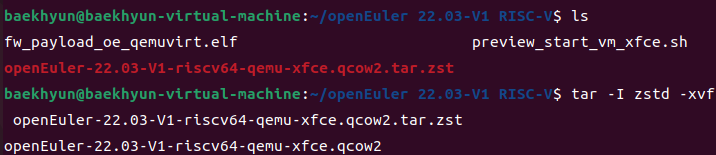 baekhyun@baekhyun-virtual-machine:~/openEuler 22.03-V1 RISC-V$ ls
fw_payload_oe_qemuvirt.elf preview_start_vm_xfce.sh
openEuler-22.03-V1-riscv64-qemu-xfce.qcow2.tar.zst
baekhyun@baekhyun-virtual-machine:~/openEuler 22.03-V1 RISC-V$ tar -I zstd -xvf
openEuler-22.03-V1-riscv64-qemu-xfce.qcow2.tar.zst
openEuler-22.03-V1-riscv64-qemu-xfce.qcow2